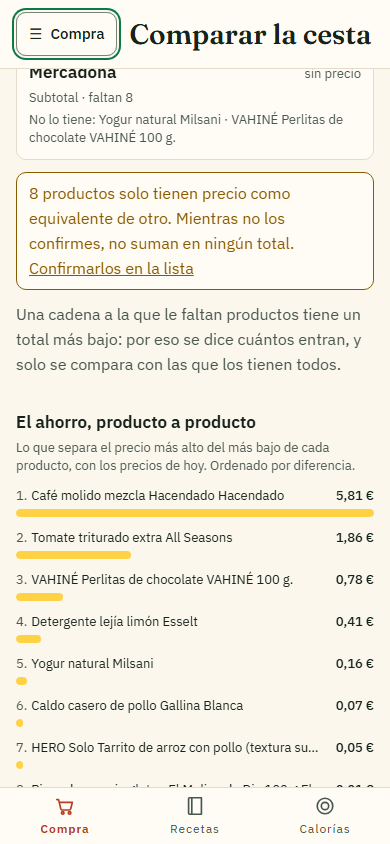 ☰ Compra
Comparar la cesta
Mercadona
sin precio
Subtotal · faltan 8
No lo tiene: Yogur natural Milsani · VAHINÉ Perlitas de
chocolate VAHINÉ 100 g.
8 productos solo tienen precio como
equivalente de otro. Mientras no los
confirmes, no suman en ningún total.
Confirmarlos en la lista
Una cadena a la que le faltan productos tiene un
total más bajo: por eso se dice cuántos entran, y
solo se compara con las que los tienen todos.
El ahorro, producto a producto
Lo que separa el precio más alto del más bajo de cada
producto, con los precios de hoy. Ordenado por diferencia.
1. Café molido mezcla Hacendado Hacendado 5,81 €
2. Tomate triturado extra All Seasons 1,86 €
3. VAHINÉ Perlitas de chocolate VAHINÉ 100 g. 0,78 €
4. Detergente lejía limón Esselt 0,41 €
5. Yogur natural Milsani 0,16 €
6. Caldo casero de pollo Gallina Blanca 0,07 €
7. HERO Solo Tarrito de arroz con pollo (textura su... 0,05 €
Compra Recetas Calorías